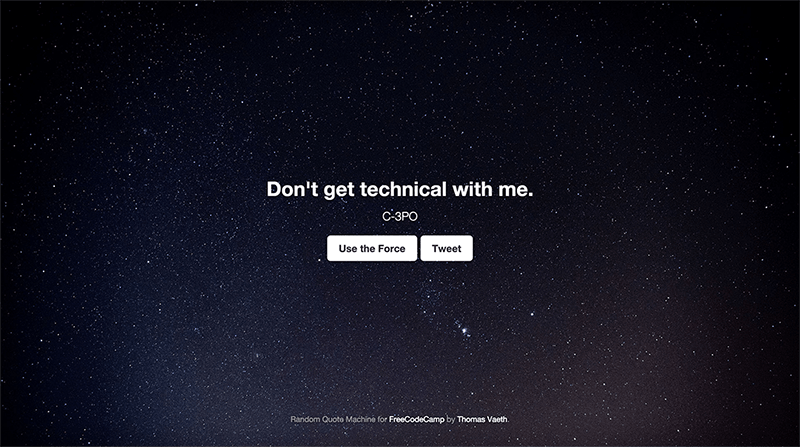 Don't get technical with me.
C-3PO
Use the Force Tweet
Random Quote Machine for FreeCodeCamp by Thomas Vaeth.